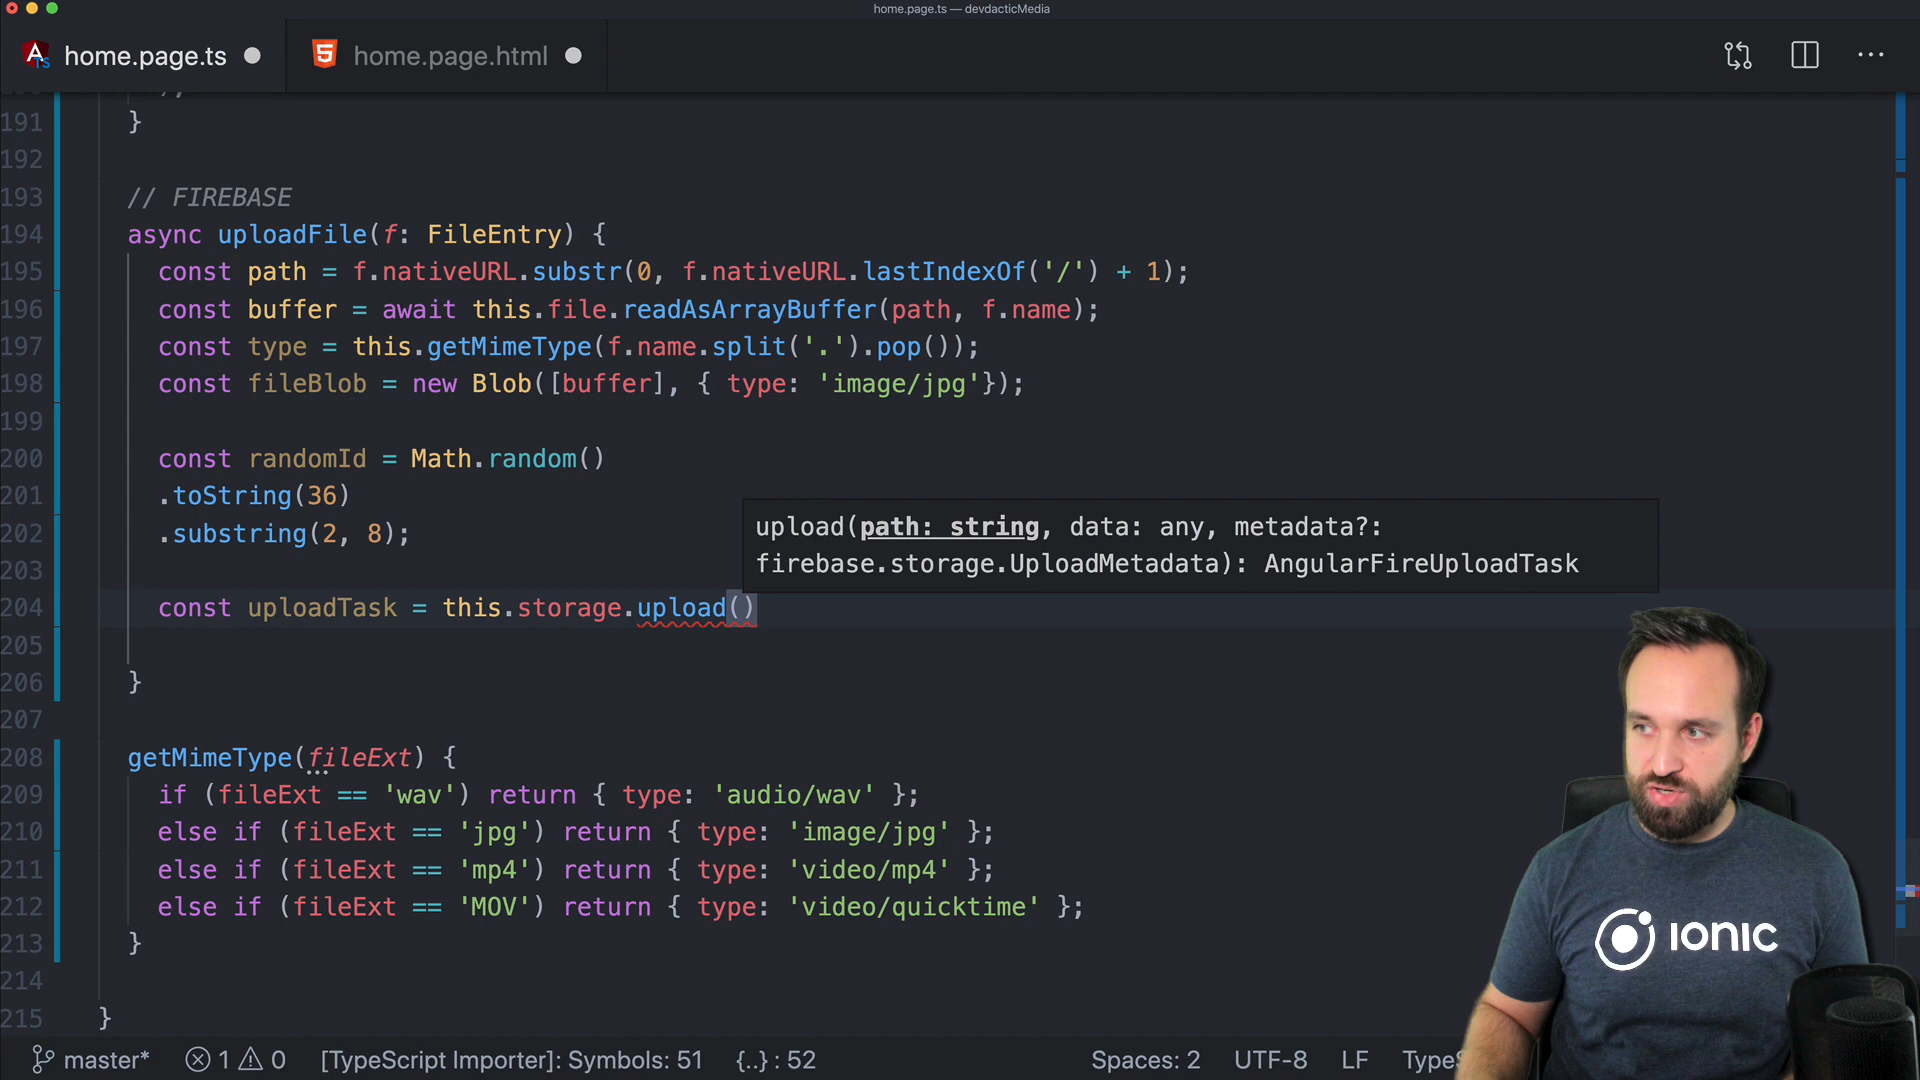 home.page.ts — devdacticMedia
home.page.ts
home.page.html
191 }
192
193 // FIREBASE
194 async uploadFile(f: FileEntry) {
195 const path = f.nativeURL.substr(0, f.nativeURL.lastIndexOf('/') + 1);
196 const buffer = await this.file.readAsArrayBuffer(path, f.name);
197 const type = this.getMimeType(f.name.split('.').pop());
198 const fileBlob = new Blob([buffer], { type: 'image/jpg'});
199
200 const randomId = Math.random()
201 .toString(36)
202 .substring(2, 8);
203
upload(path: string, data: any, metadata?:
firebase.storage.UploadMetadata): AngularFireUploadTask
204 const uploadTask = this.storage.upload()
205
206 }
207
208 getMimeType(fileExt) {
209 if (fileExt == 'wav') return { type: 'audio/wav' };
210 else if (fileExt == 'jpg') return { type: 'image/jpg' };
211 else if (fileExt == 'mp4') return { type: 'video/mp4' };
212 else if (fileExt == 'MOV') return { type: 'video/quicktime' };
213 }
214
215 }
ionic
master* 1 0 [TypeScript Importer]: Symbols: 51 {..} : 52 Spaces: 2 UTF-8 LF